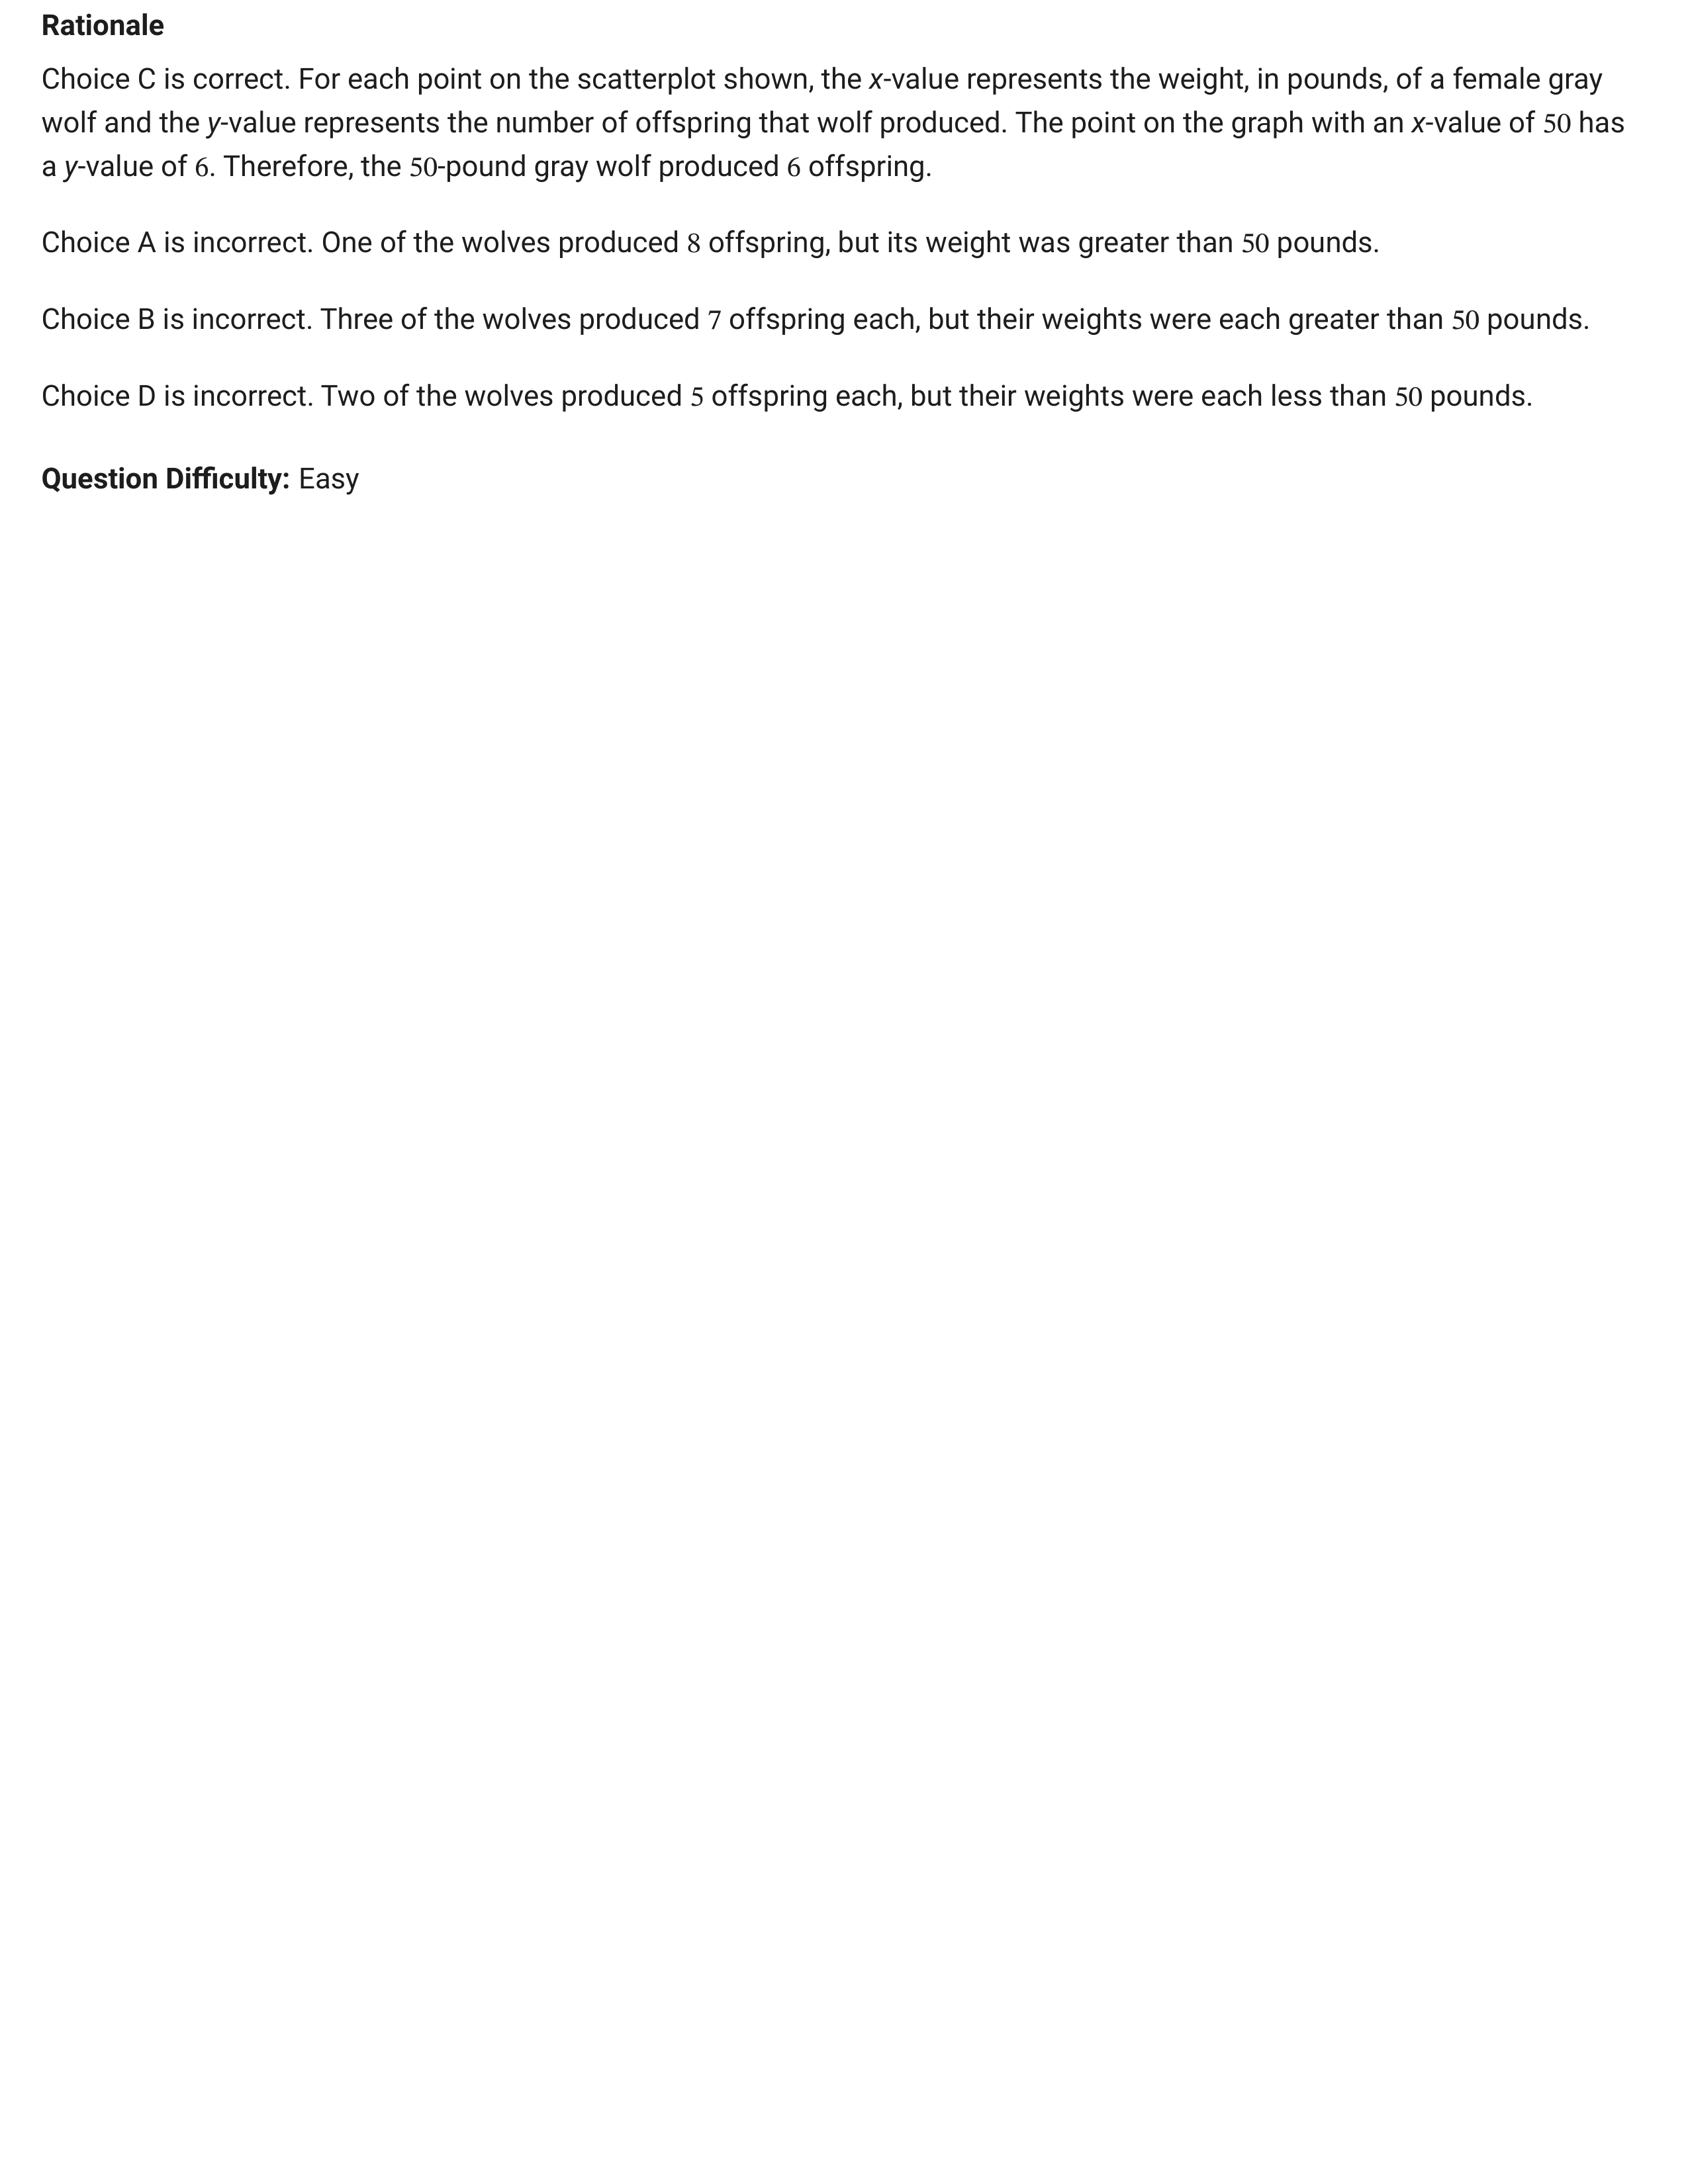 Rationale
Choice C is correct. For each point on the scatterplot shown, the x-value represents the weight, in pounds, of a female gray
wolf and the y-value represents the number of offspring that wolf produced. The point on the graph with an x-value of 50 has
a y-value of 6. Therefore, the 50-pound gray wolf produced 6 offspring.
Choice A is incorrect. One of the wolves produced 8 offspring, but its weight was greater than 50 pounds.
Choice B is incorrect. Three of the wolves produced 7 offspring each, but their weights were each greater than 50 pounds.
Choice D is incorrect. Two of the wolves produced 5 offspring each, but their weights were each less than 50 pounds.
Question Difficulty: Easy